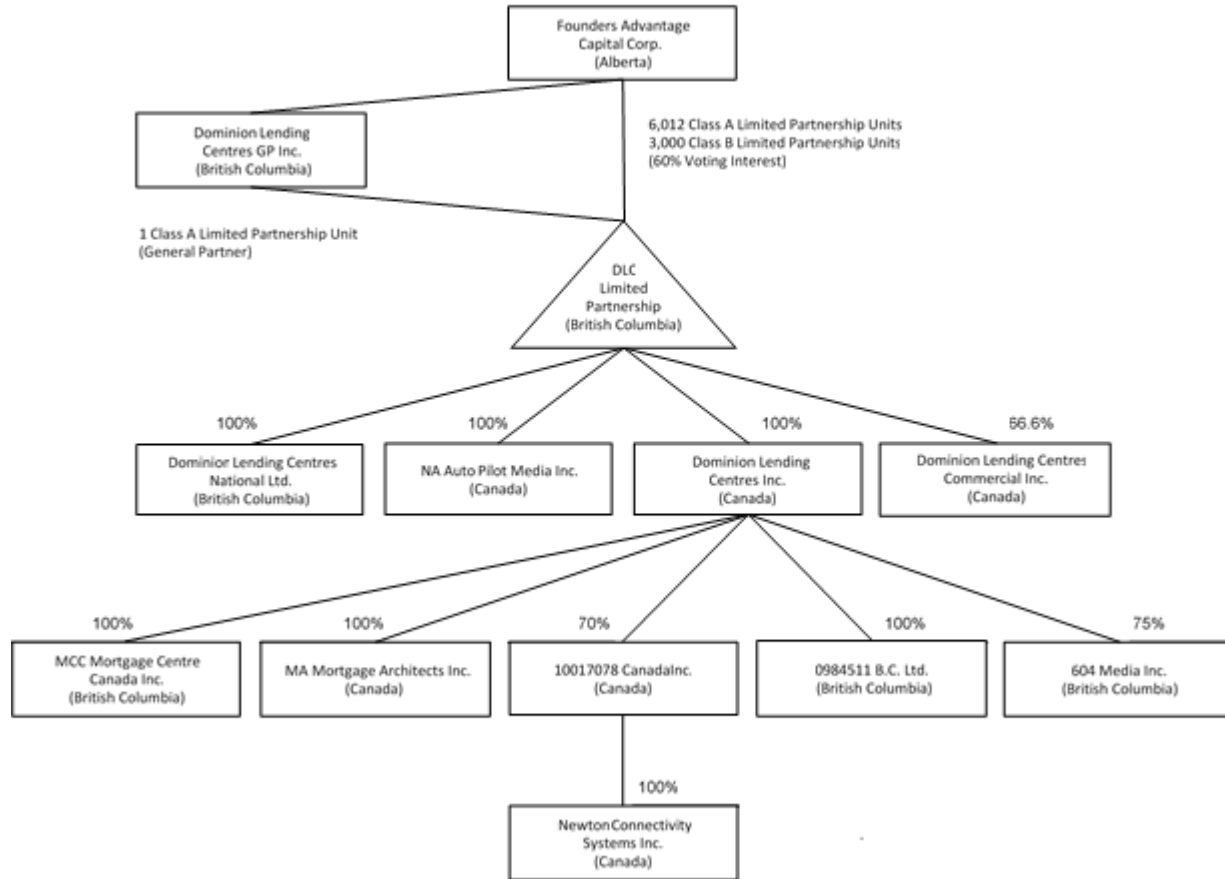 Founders Advantage
Capital Corp.
(Alberta)
Dominion Lending
Centres GP Inc.
(British Columbia)
6,012 Class A Limited Partnership Units
3,000 Class B Limited Partnership Units
(60% Voting Interest)
1 Class A Limited Partnership Unit
(General Partner)
DLC
Limited
Partnership
(British Columbia)
100%
100%
100%
66.6%
Dominior Lending Centres
National Ltd.
(British Columbia)
NA Auto Pilot Media Inc.
(Canada)
Dominion Lending
Centres Inc.
(Canada)
Dominion Lending Centres
Commercial Inc.
(Canada)
100%
100%
70%
100%
75%
MCC Mortgage Centre
Canada Inc.
(British Columbia)
MA Mortgage Architects Inc.
(Canada)
10017078 CanadaInc.
(Canada)
0984511 B.C. Ltd.
(British Columbia)
604 Media Inc.
(British Columbia)
100%
Newton Connectivity
Systems Inc.
(Canada)